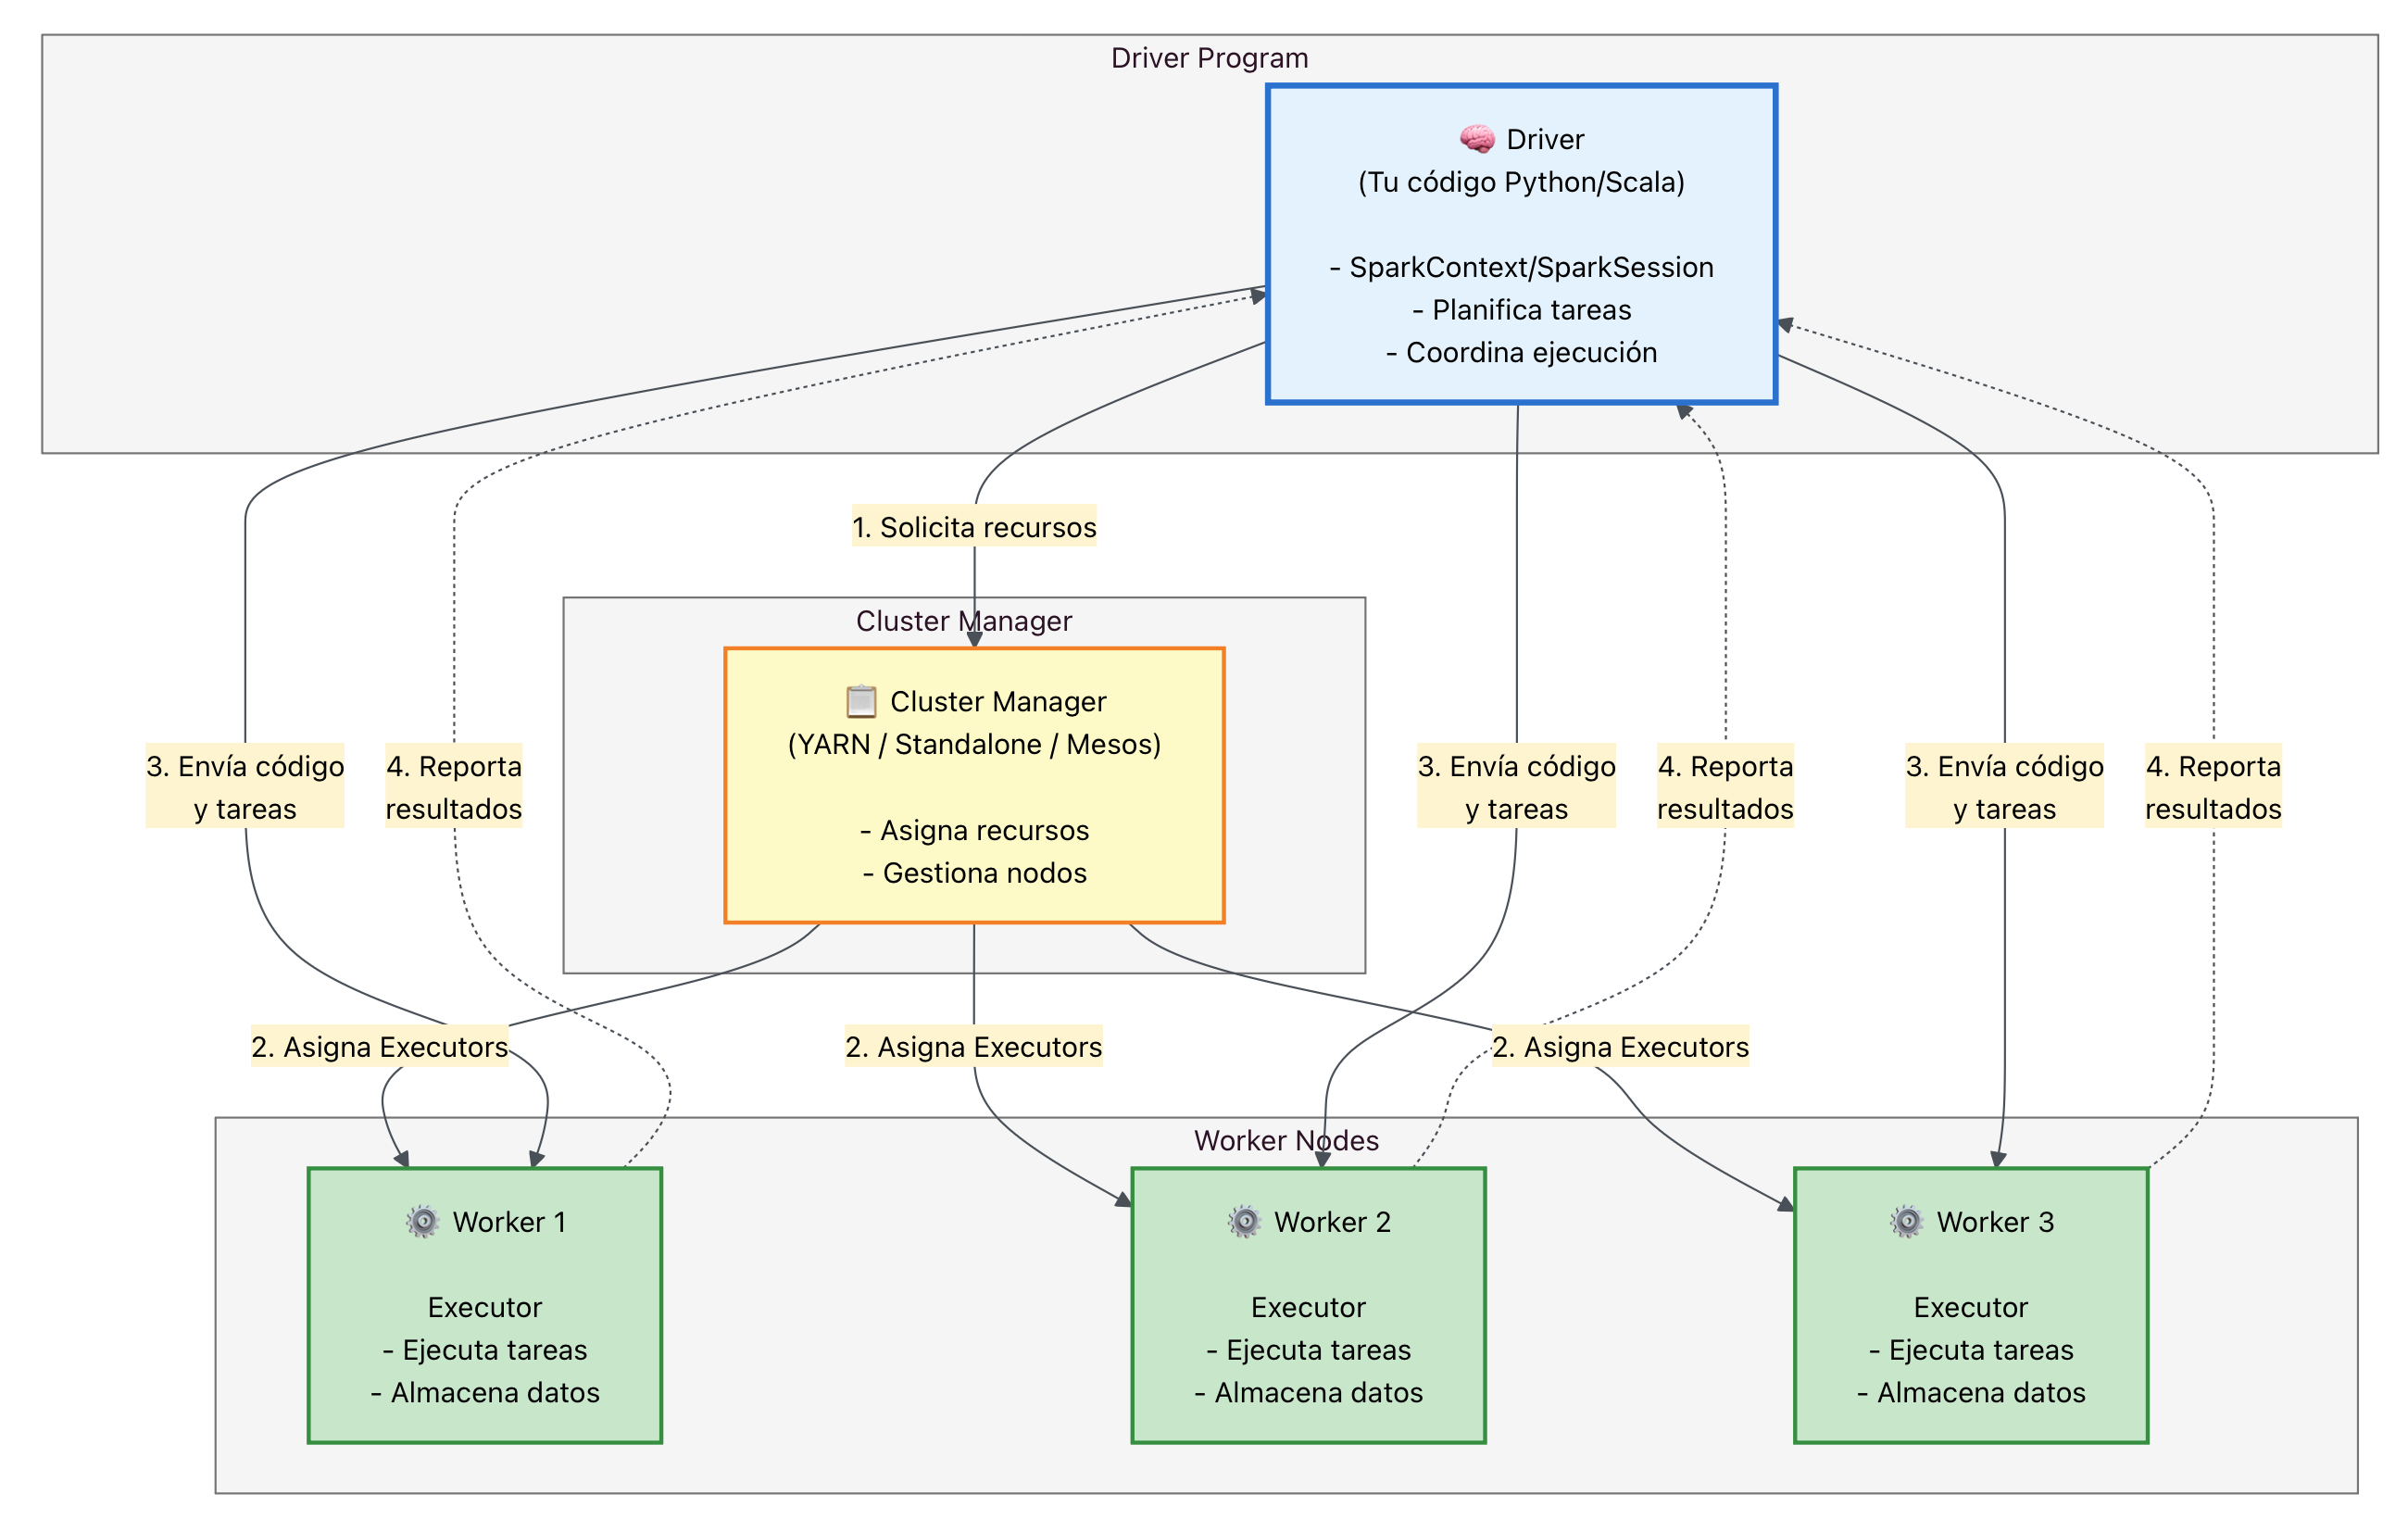 Driver Program
🧠 Driver
(Tu código Python/Scala)
- SparkContext/SparkSession
- Planifica tareas
- Coordina ejecución
1. Solicita recursos
Cluster Manager
📋 Cluster Manager
(YARN / Standalone / Mesos)
- Asigna recursos
- Gestiona nodos
3. Envía código
y tareas
4. Reporta
resultados
3. Envía código
y tareas
4. Reporta
resultados
3. Envía código
y tareas
4. Reporta
resultados
2. Asigna Executors
2. Asigna Executors
2. Asigna Executors
Worker Nodes
⚙️ Worker 1
Executor
- Ejecuta tareas
- Almacena datos
⚙️ Worker 2
Executor
- Ejecuta tareas
- Almacena datos
⚙️ Worker 3
Executor
- Ejecuta tareas
- Almacena datos